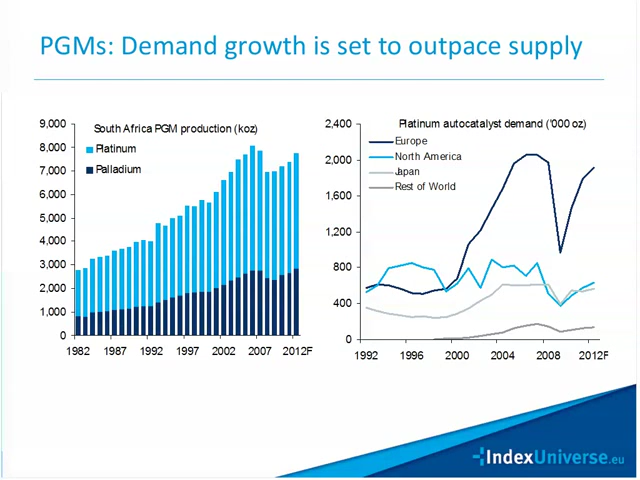 PGMs: Demand growth is set to outpace supply
South Africa PGM production (koz)
Platinum
Palladium
9,000
8,000
7,000
6,000
5,000
4,000
3,000
2,000
1,000
0
1982 1987 1992 1997 2002 2007 2012F
Platinum autocatalyst demand ('000 oz)
Europe
North America
Japan
Rest of World
2,400
2,000
1,600
1,200
800
400
0
1992 1996 2000 2004 2008 2012F
IndexUniverse.eu